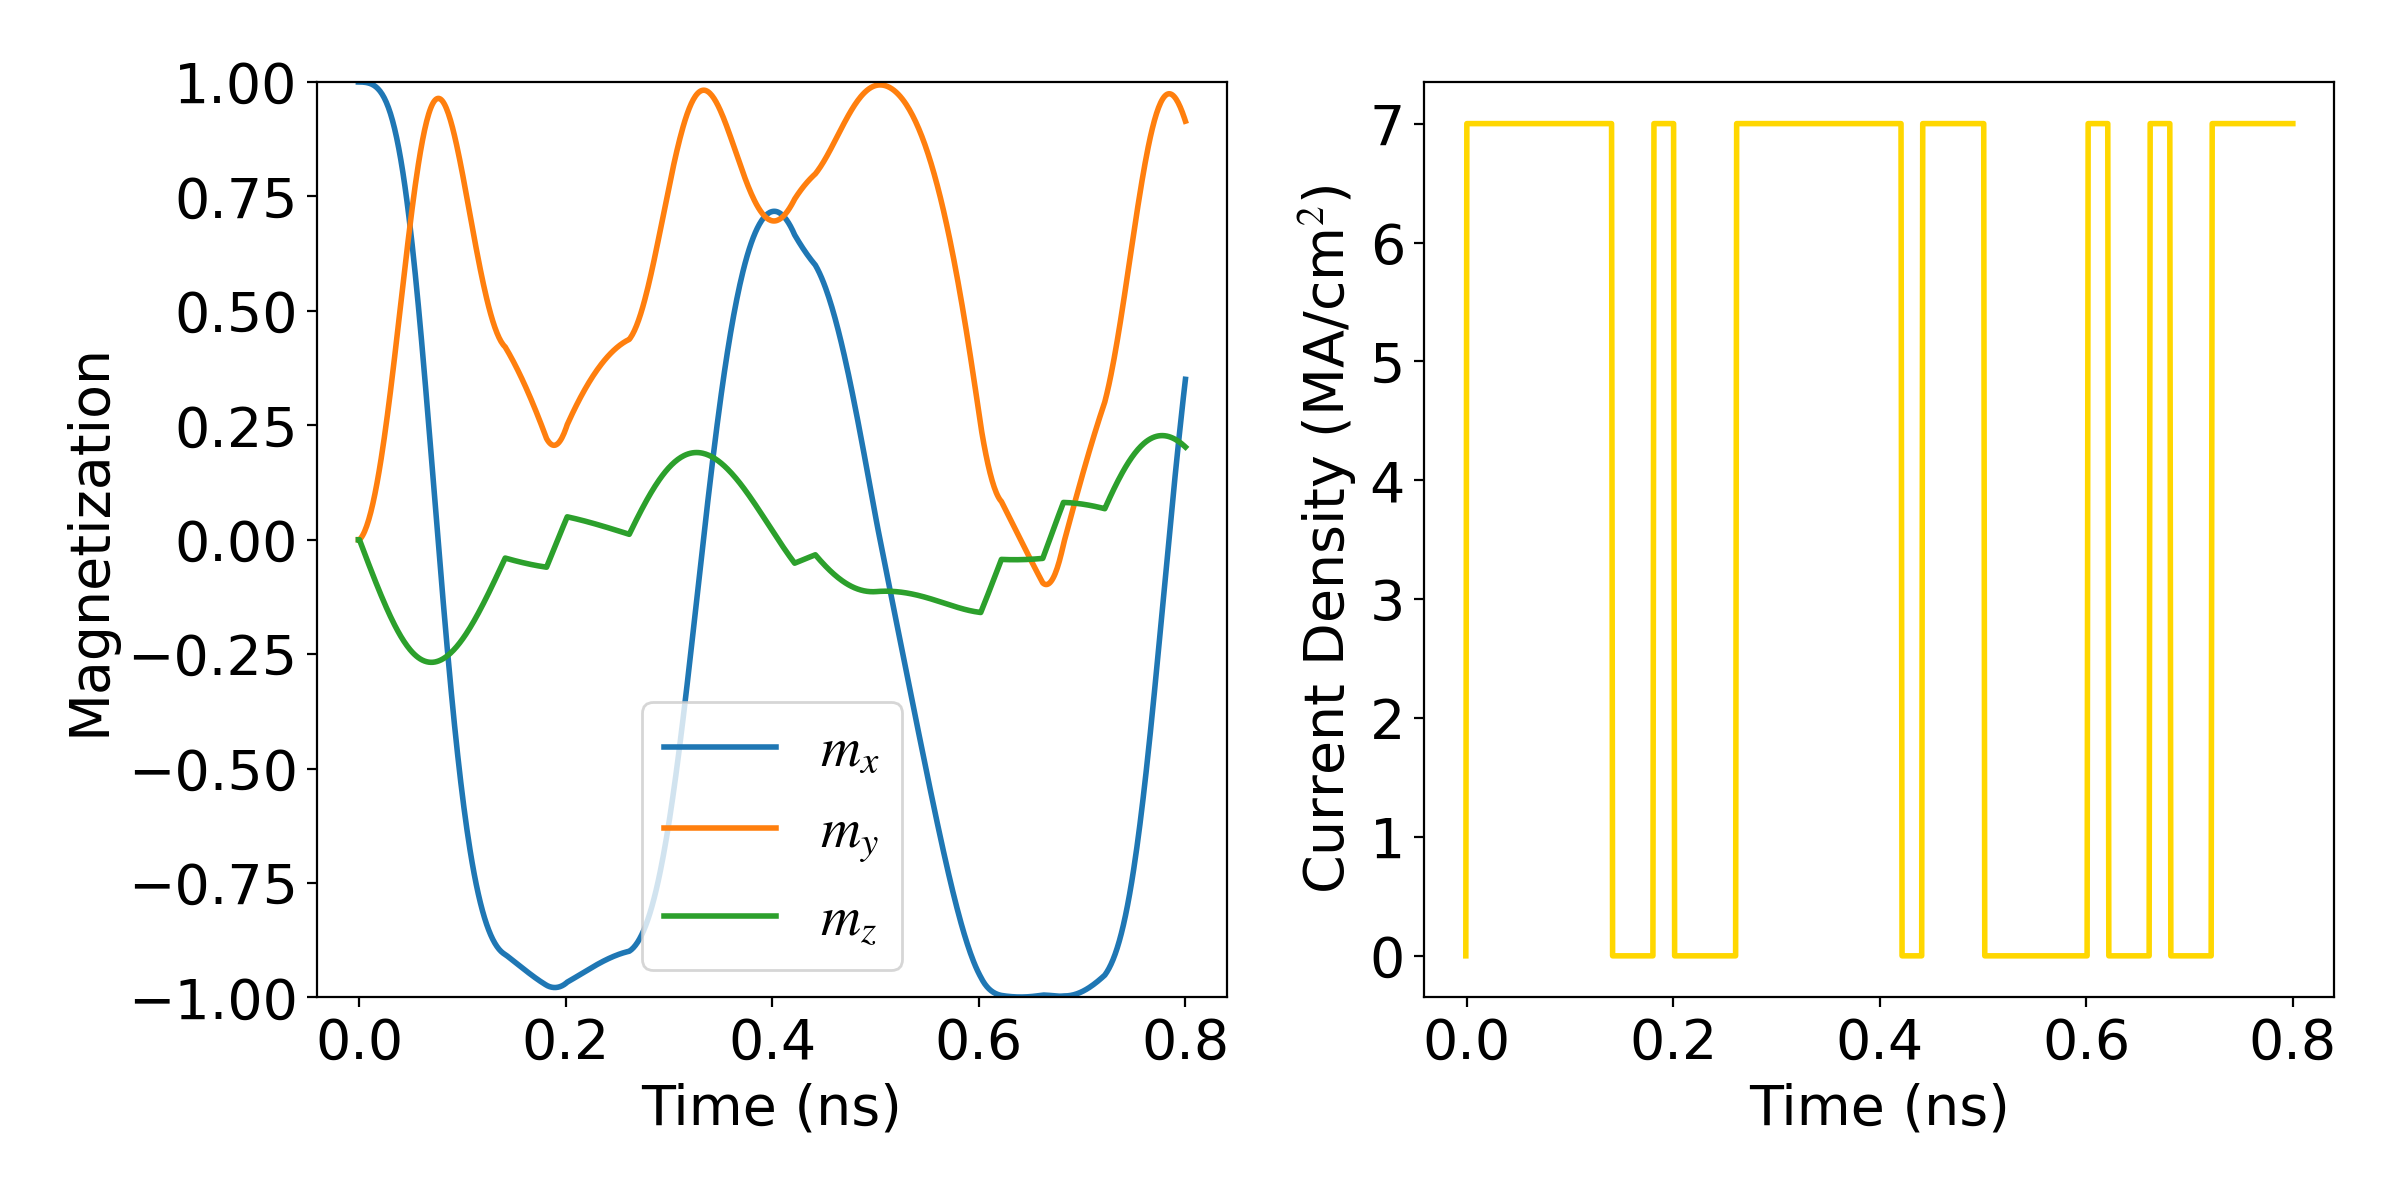 Magnetization
1.00
0.75
0.50
0.25
0.00
−0.25
−0.50
−0.75
−1.00
0.0 0.2 0.4 0.6 0.8
Time (ns)
m_x
m_y
m_z
Current Density (MA/cm²)
7
6
5
4
3
2
1
0
0.0 0.2 0.4 0.6 0.8
Time (ns)